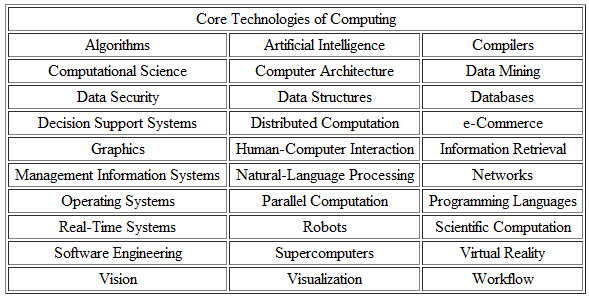 Core Technologies of Computing
Algorithms Artificial Intelligence Compilers
Computational Science Computer Architecture Data Mining
Data Security Data Structures Databases
Decision Support Systems Distributed Computation e-Commerce
Graphics Human-Computer Interaction Information Retrieval
Management Information Systems Natural-Language Processing Networks
Operating Systems Parallel Computation Programming Languages
Real-Time Systems Robots Scientific Computation
Software Engineering Supercomputers Virtual Reality
Vision Visualization Workflow